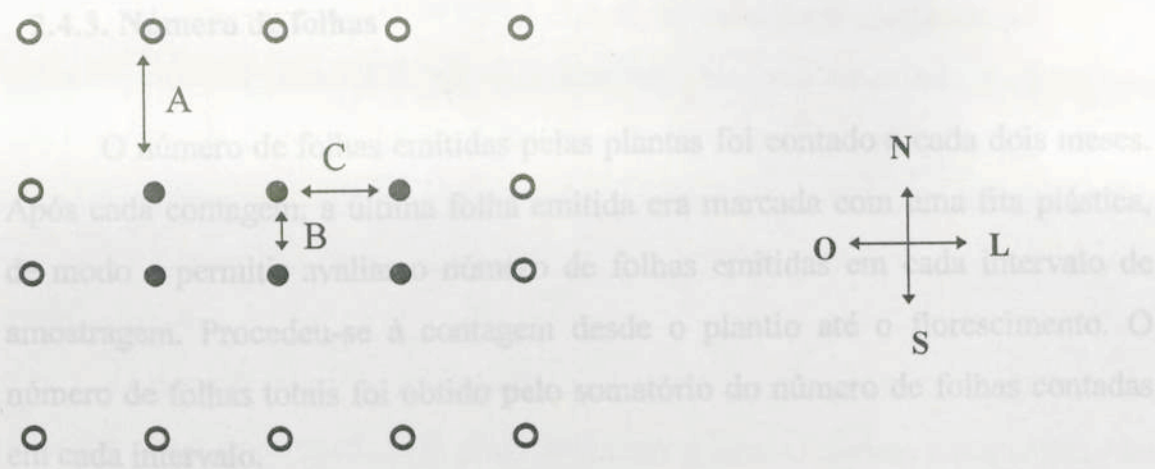 2.4.3. Número de folhas
A
O número de folhas emitidas pelas plantas foi contado a cada dois meses.
N
C
Após cada contagem, a última folha emitida era marcada com uma fita plástica,
B
O
L
de modo a permitir avaliar o número de folhas emitidas em cada intervalo de
amostragem. Procedeu-se à contagem desde o plantio até o florescimento. O
S
número de folhas totais foi obtido pelo somatório do número de folhas contadas
em cada intervalo.